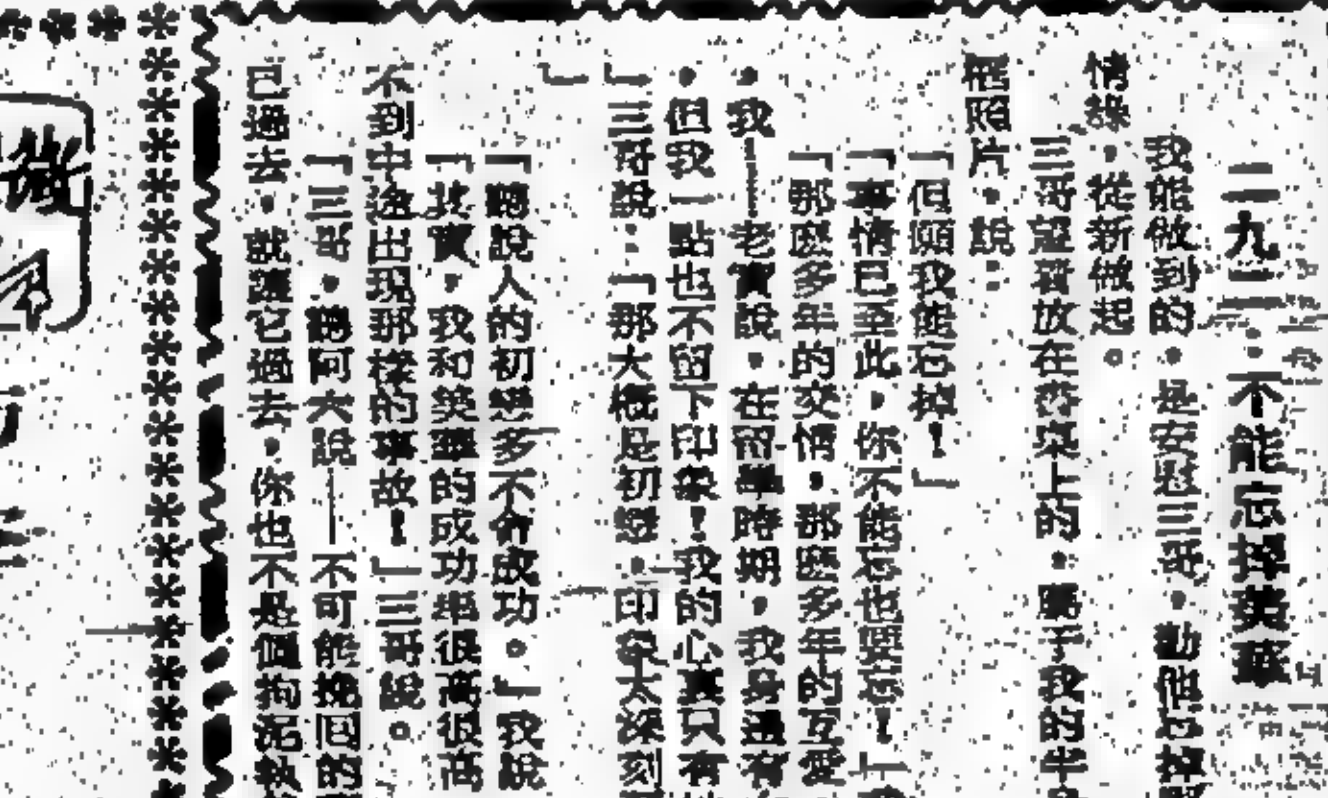 二九二：不能忘掉英華
我能做到的，是安慰三哥，勸他忘掉
情緣，從新做起。
三哥望着放在茶桌上的，屬于我的半
照片，說：
「但願我能忘掉！」
「事情已至此，你不能忘也要忘！」
「那麼多年的交情，那麼多年的互愛
，我——老實說，在留學時期，我身邊有
，但我一點也不留下印象！我的心裏只有
」三哥說：「那大概是初戀，印象太深刻
」
「聽說人的初戀多不會成功。」我說
「其實，我和英華的成功率很高很高
不到中途出現那樣的事故！」三哥說。
「三哥，聽阿大說——不可能挽回的
已過去，就讓它過去，你也不是個拘泥執